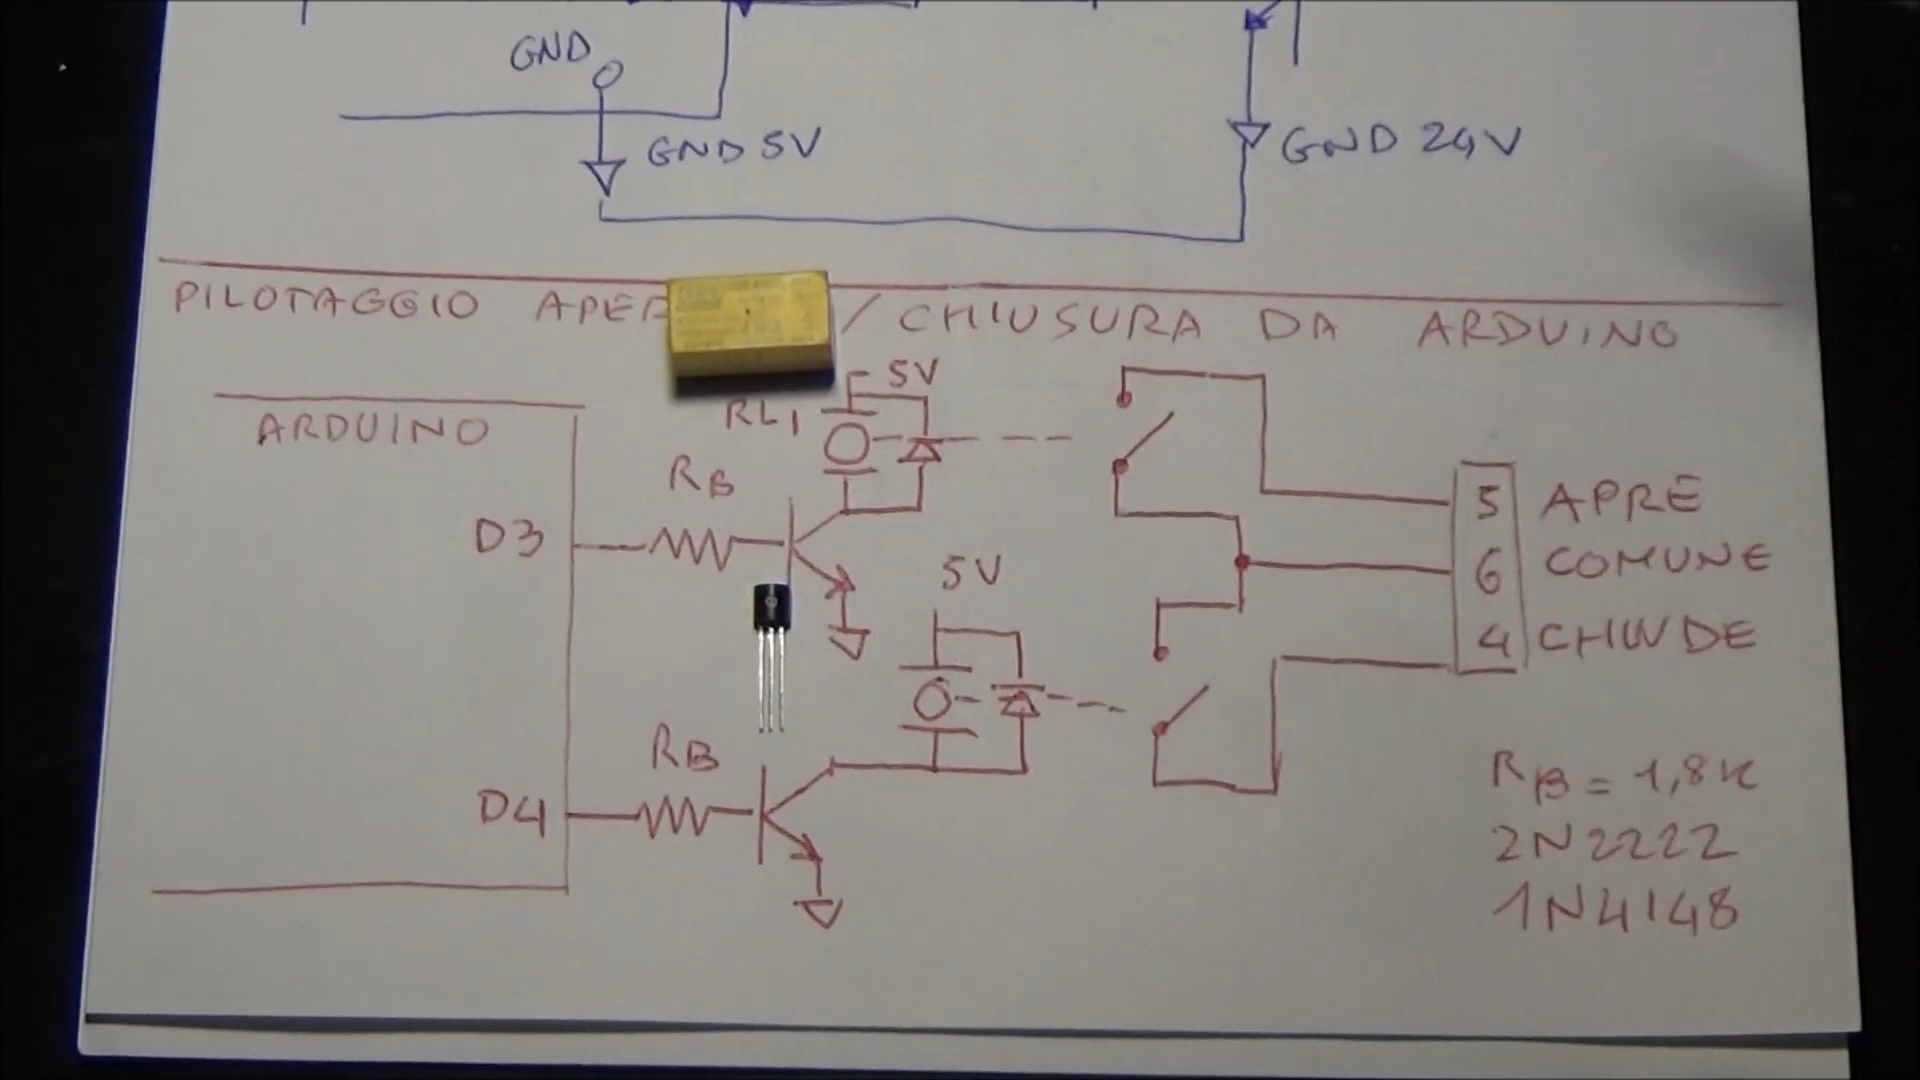 GND
GND 5V
GND 24V
PILOTAGGIO APER / CHIUSURA DA ARDUINO
5V
RL1
ARDUINO
RB
D3
5V
5 APRE
6 COMUNE
4 CHIUDE
RB
D4
RB = 1,8K
2N2222
1N4148